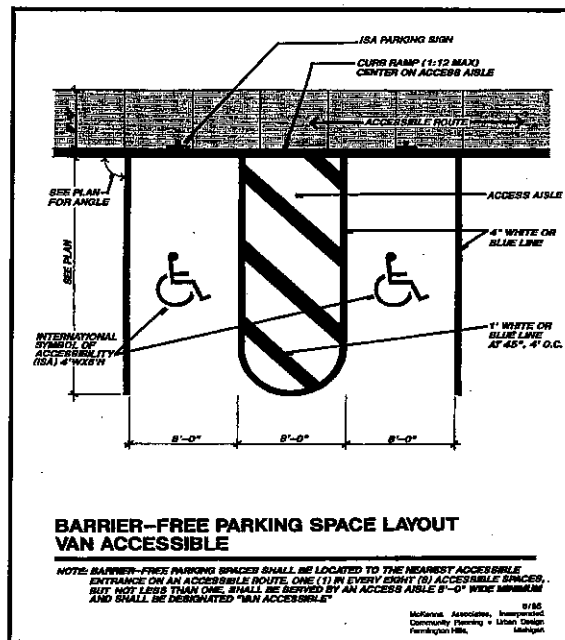 ISA PARKING SIGN
CURB RAMP (1:12 MAX)
CENTER ON ACCESS AISLE
ACCESSIBLE ROUTE
SEE PLAN
FOR ANGLE
ACCESS AISLE
SEE PLAN
4" WHITE OR
BLUE LINE
INTERNATIONAL
SYMBOL OF
ACCESSIBILITY
(ISA) 4'WX5'H
1' WHITE OR
BLUE LINE
AT 45°, 4' O.C.
8'-0" 8'-0" 8'-0"
BARRIER-FREE PARKING SPACE LAYOUT
VAN ACCESSIBLE
NOTE: BARRIER-FREE PARKING SPACES SHALL BE LOCATED TO THE NEAREST ACCESSIBLE
ENTRANCE ON AN ACCESSIBLE ROUTE, ONE (1) IN EVERY EIGHT (8) ACCESSIBLE SPACES,
BUT NOT LESS THAN ONE, SHALL BE SERVED BY AN ACCESS AISLE 8'-0" WIDE MINIMUM
AND SHALL BE DESIGNATED "VAN ACCESSIBLE"
McKenna Associates, Incorporated
Community Planning • Urban Design
Farmington Hills, Michigan